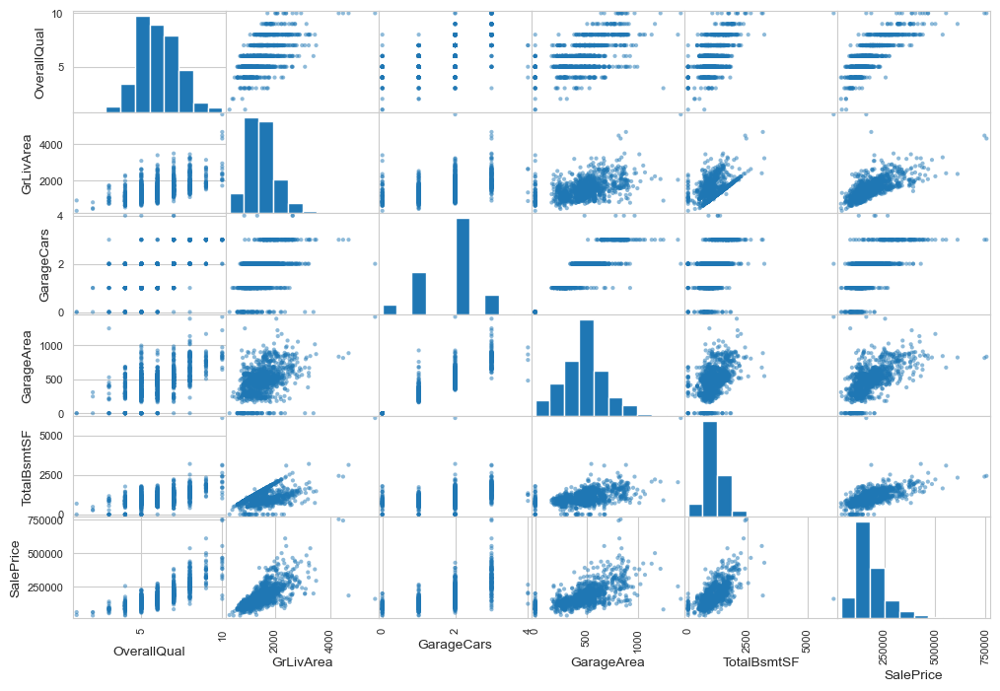 OverallQual
10
5
GrLivArea
4000
2000
GarageCars
4
2
0
GarageArea
1000
500
0
TotalBsmtSF
5000
2500
0
SalePrice
750000
500000
250000
5
10
2000
4000
0
2
4
0
500
1000
0
2500
5000
250000
500000
750000
OverallQual
GrLivArea
GarageCars
GarageArea
TotalBsmtSF
SalePrice